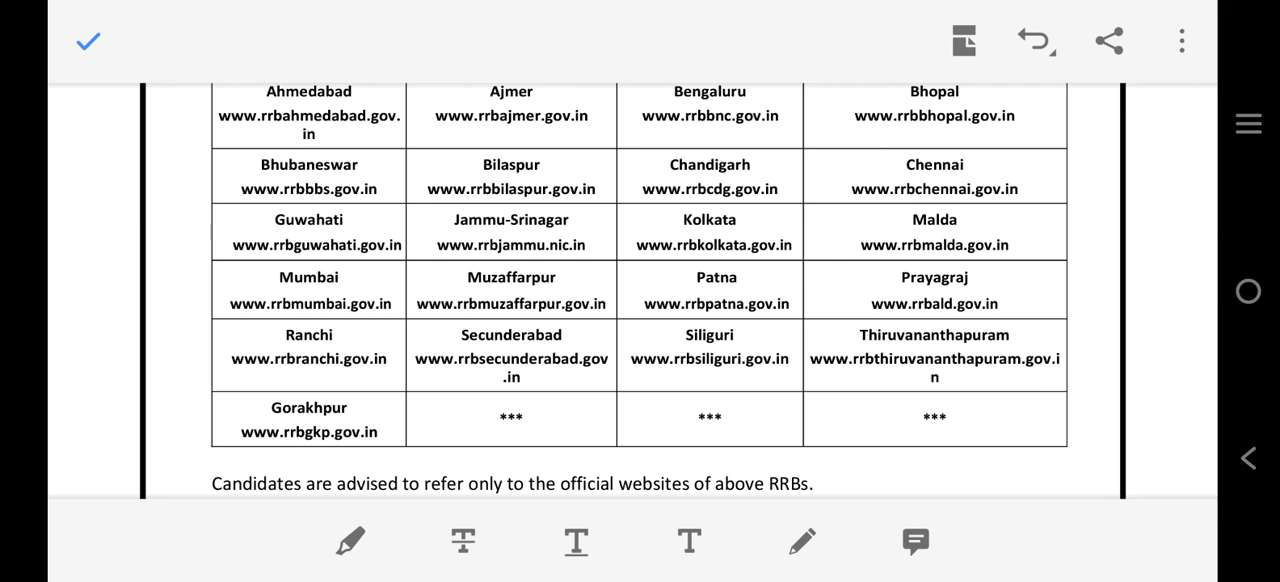 Ahmedabad
www.rrbahmedabad.gov.
in
Ajmer
www.rrbajmer.gov.in
Bengaluru
www.rrbbnc.gov.in
Bhopal
www.rrbbhopal.gov.in
Bhubaneswar
www.rrbbbs.gov.in
Bilaspur
www.rrbbilaspur.gov.in
Chandigarh
www.rrbcdg.gov.in
Chennai
www.rrbchennai.gov.in
Guwahati
www.rrbguwahati.gov.in
Jammu-Srinagar
www.rrbjammu.nic.in
Kolkata
www.rrbkolkata.gov.in
Malda
www.rrbmalda.gov.in
Mumbai
www.rrbmumbai.gov.in
Muzaffarpur
www.rrbmuzaffarpur.gov.in
Patna
www.rrbpatna.gov.in
Prayagraj
www.rrbald.gov.in
Ranchi
www.rrbranchi.gov.in
Secunderabad
www.rrbsecunderabad.gov
.in
Siliguri
www.rrbsiliguri.gov.in
Thiruvananthapuram
www.rrbthiruvananthapuram.gov.i
n
Gorakhpur
www.rrbgkp.gov.in
***
***
***
Candidates are advised to refer only to the official websites of above RRBs.